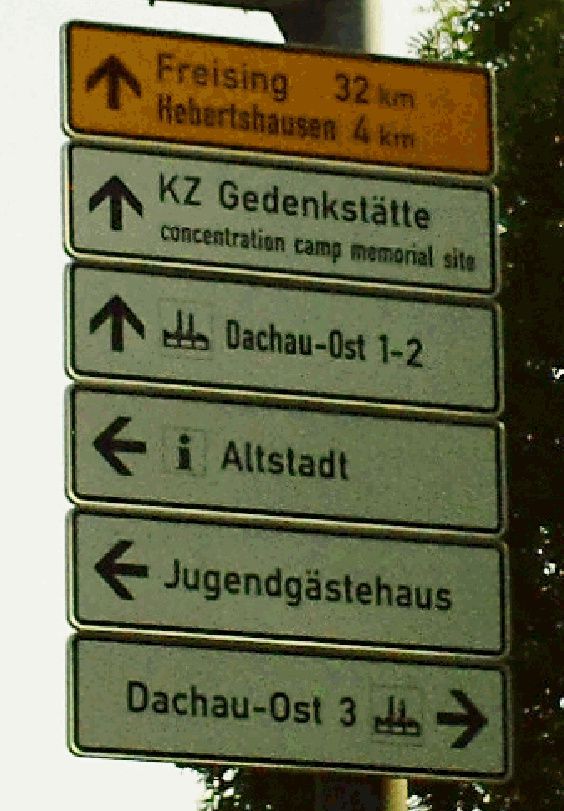 Freising 32 km
Hebertshausen 4 km
KZ Gedenkstätte
concentration camp memorial site
Dachau-Ost 1-2
i Altstadt
Jugendgästehaus
Dachau-Ost 3